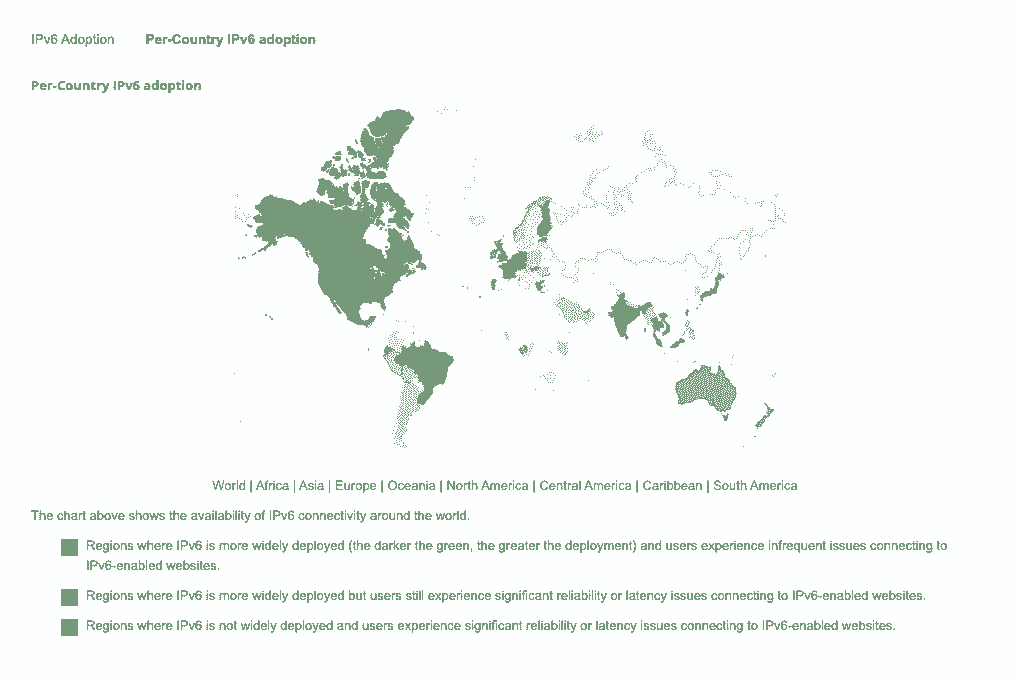 IPv6 Adoption Per-Country IPv6 adoption
Per-Country IPv6 adoption
World | Africa | Asia | Europe | Oceania | North America | Central America | Caribbean | South America
The chart above shows the availability of IPv6 connectivity around the world.
Regions where IPv6 is more widely deployed (the darker the green, the greater the deployment) and users experience infrequent issues connecting to
IPv6-enabled websites.
Regions where IPv6 is more widely deployed but users still experience significant reliability or latency issues connecting to IPv6-enabled websites.
Regions where IPv6 is not widely deployed and users experience significant reliability or latency issues connecting to IPv6-enabled websites.